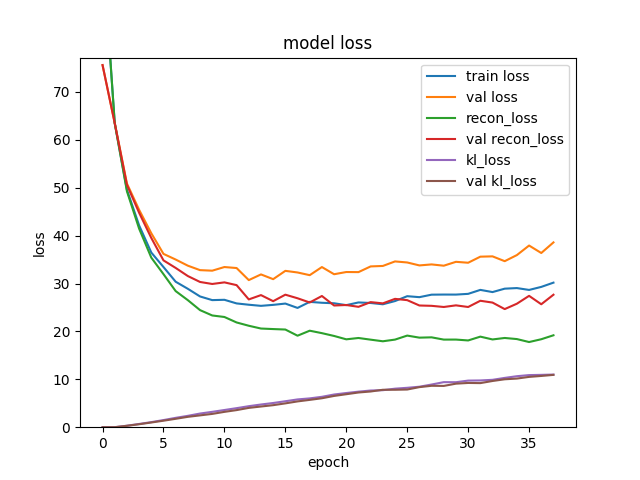 model loss
train loss
val loss
recon_loss
val recon_loss
kl_loss
val kl_loss
loss
70
60
50
40
30
20
10
0
0 5 10 15 20 25 30 35
epoch